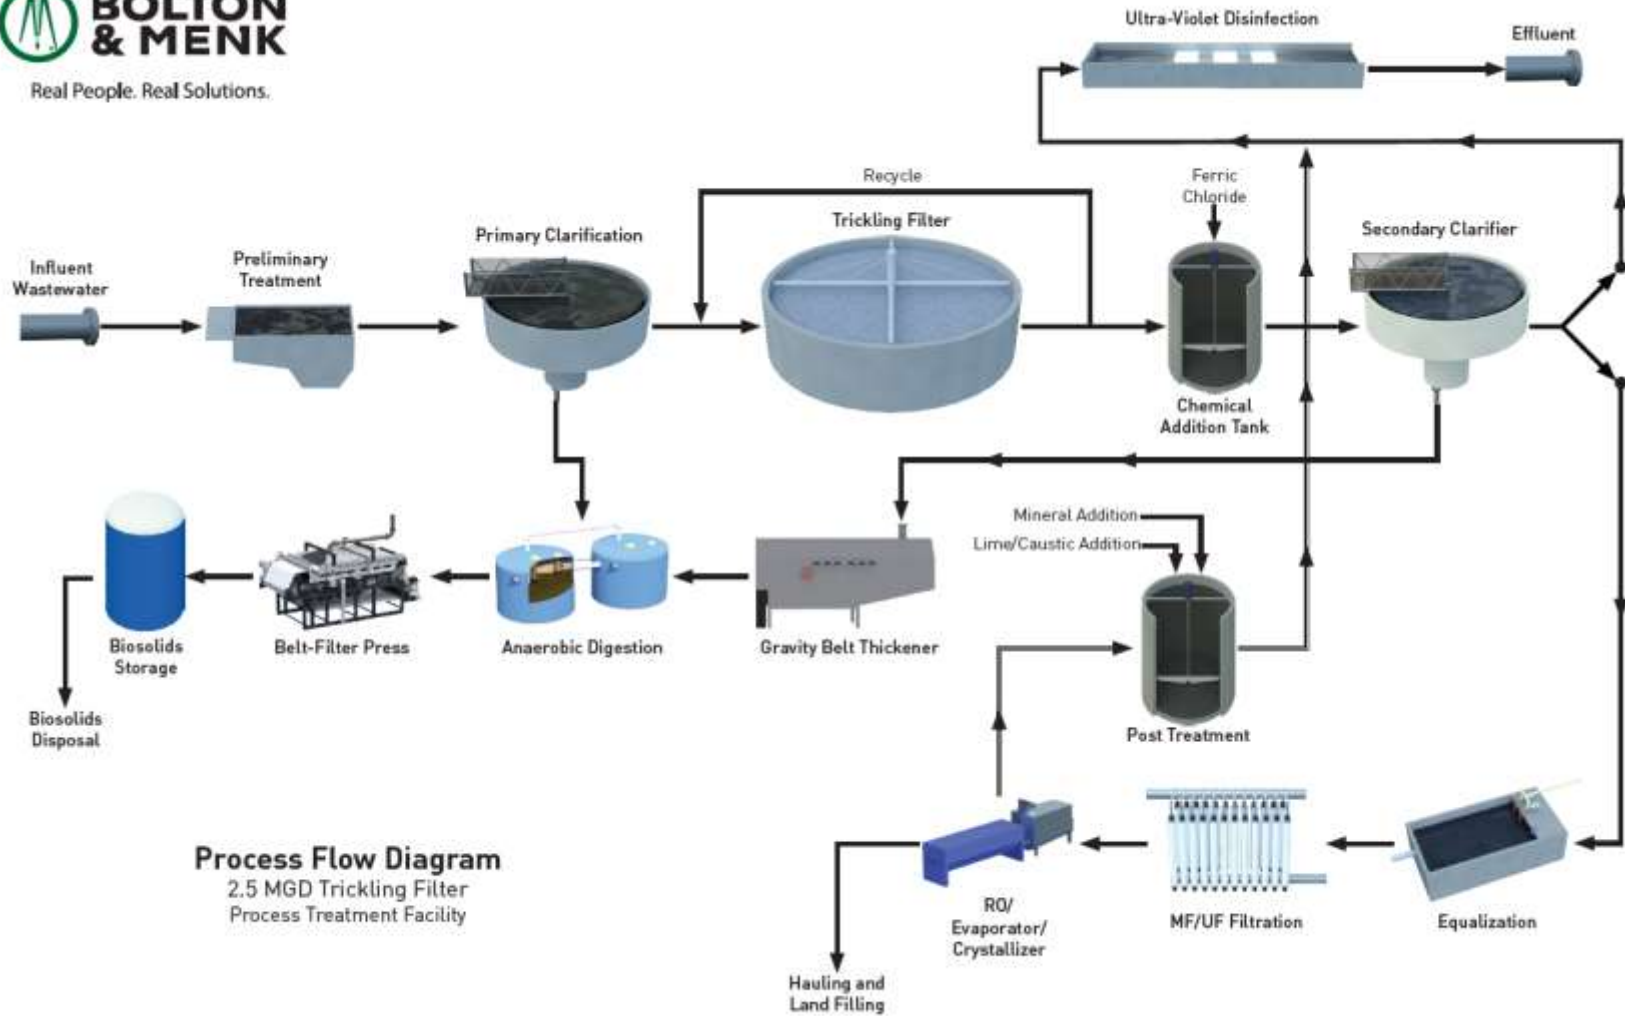 BOLTON
& MENK
Real People. Real Solutions.
Ultra-Violet Disinfection
Effluent
Recycle
Ferric
Chloride
Trickling Filter
Primary Clarification
Secondary Clarifier
Preliminary
Treatment
Influent
Wastewater
Chemical
Addition Tank
Mineral Addition
Lime/Caustic Addition
Biosolids
Storage
Belt-Filter Press
Anaerobic Digestion
Gravity Belt Thickener
Biosolids
Disposal
Post Treatment
Process Flow Diagram
2.5 MGD Trickling Filter
Process Treatment Facility
RO/
Evaporator/
Crystallizer
MF/UF Filtration
Equalization
Hauling and
Land Filling